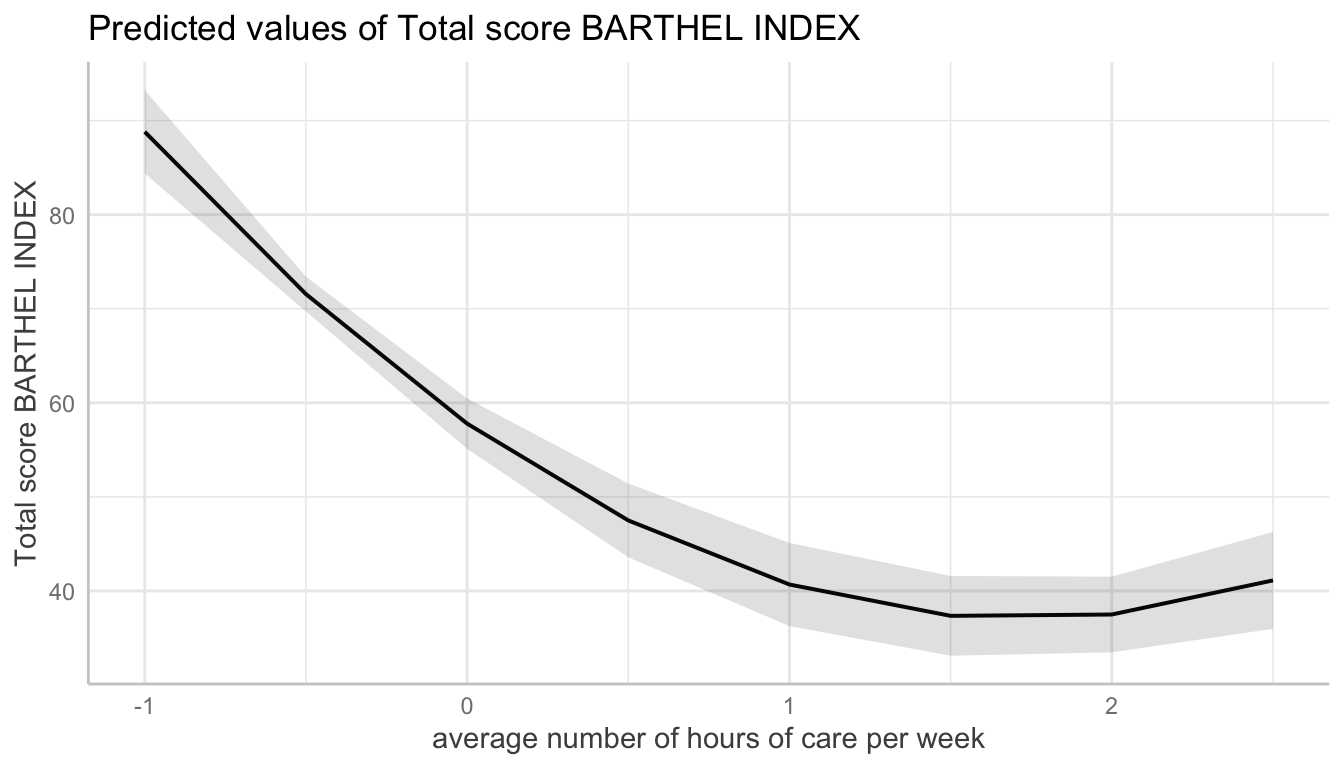 Predicted values of Total score BARTHEL INDEX
Total score BARTHEL INDEX
80
60
40
-1
0
1
2
average number of hours of care per week